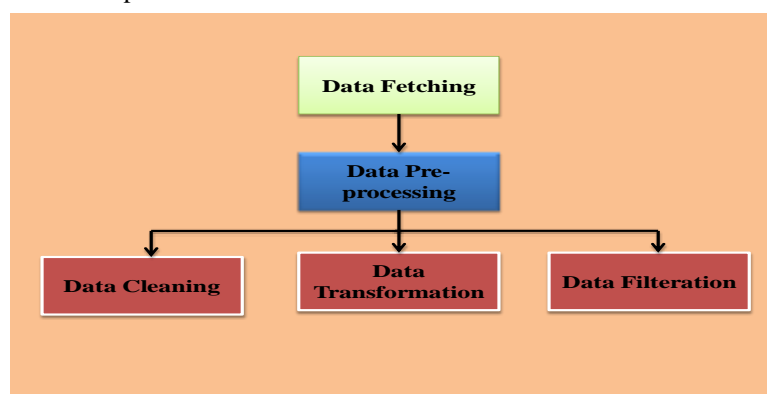 Data Fetching
Data Pre-
processing
Data Cleaning
Data
Transformation
Data Filteration